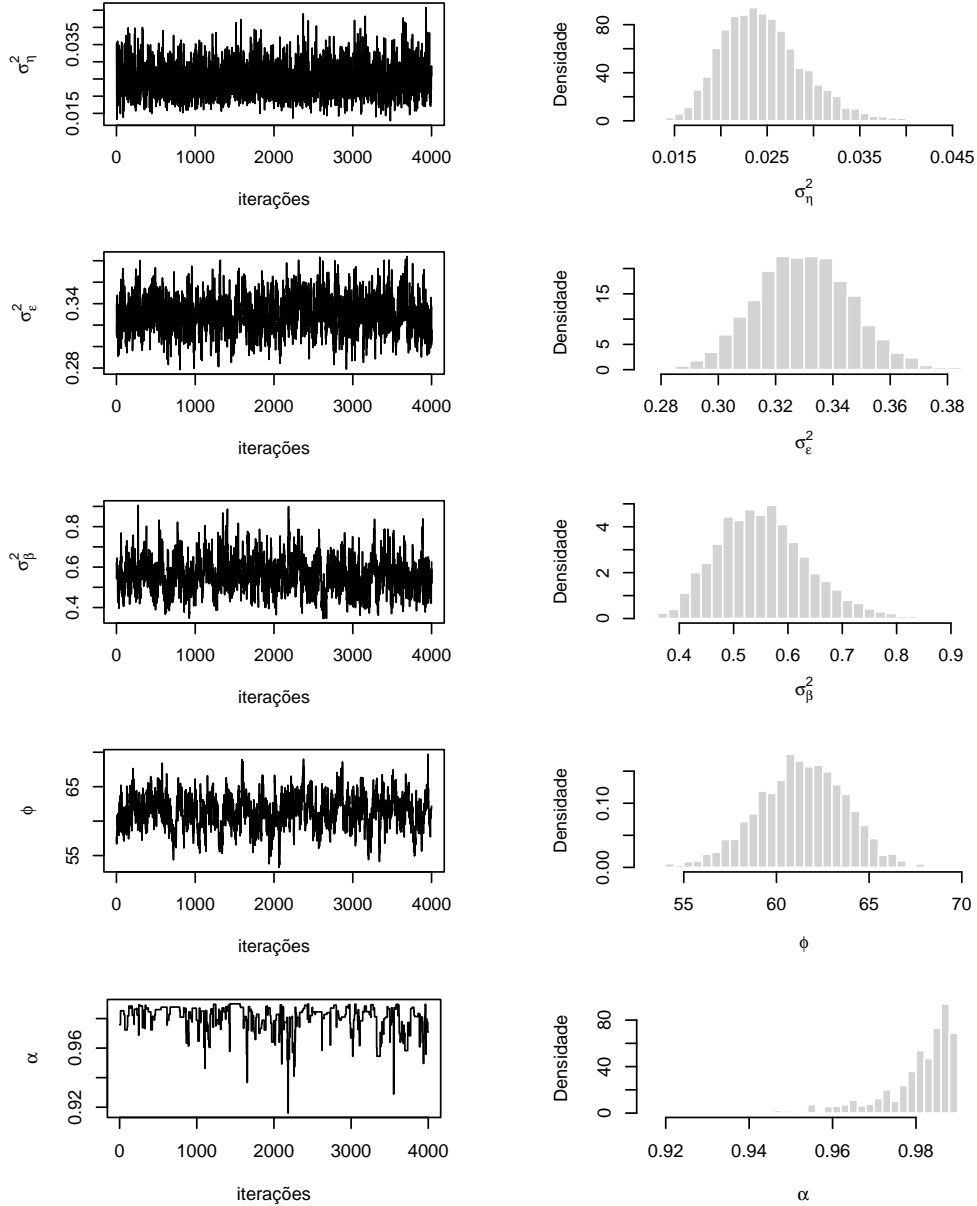 σ²η
0.015 0.035
0 1000 2000 3000 4000
iterações
Densidade
0 40 80
0.015 0.025 0.035 0.045
σ²η
σ²ε
0.28 0.34
0 1000 2000 3000 4000
iterações
Densidade
0 5 15
0.28 0.30 0.32 0.34 0.36 0.38
σ²ε
σ²β
0.4 0.6 0.8
0 1000 2000 3000 4000
iterações
Densidade
0 2 4
0.4 0.5 0.6 0.7 0.8 0.9
σ²β
ϕ
55 65
0 1000 2000 3000 4000
iterações
Densidade
0.00 0.10
55 60 65 70
ϕ
α
0.92 0.96
0 1000 2000 3000 4000
iterações
Densidade
0 40 80
0.92 0.94 0.96 0.98
α